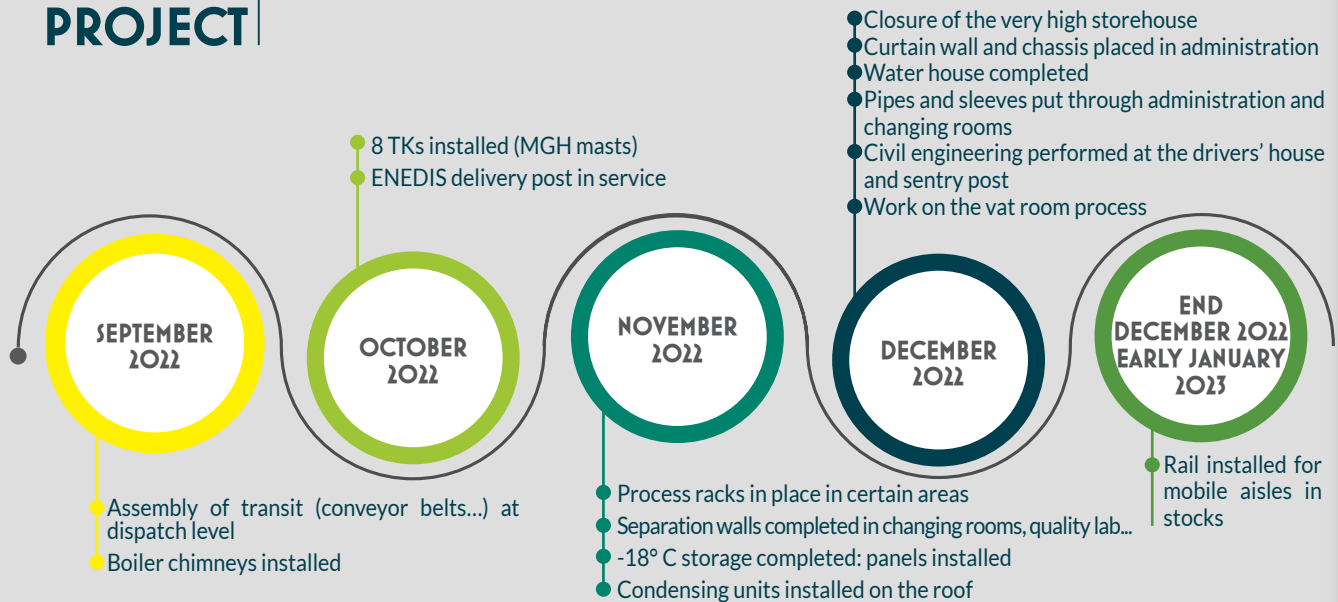 PROJECT
SEPTEMBER
2022
Assembly of transit (conveyor belts...) at
dispatch level
Boiler chimneys installed
8 TKs installed (MGH masts)
ENEDIS delivery post in service
OCTOBER
2022
NOVEMBER
2022
Process racks in place in certain areas
Separation walls completed in changing rooms, quality lab...
-18° C storage completed: panels installed
Condensing units installed on the roof
Closure of the very high storehouse
Curtain wall and chassis placed in administration
Water house completed
Pipes and sleeves put through administration and
changing rooms
Civil engineering performed at the drivers’ house
and sentry post
Work on the vat room process
DECEMBER
2022
END
DECEMBER 2022
EARLY JANUARY
2023
Rail installed for
mobile aisles in
stocks